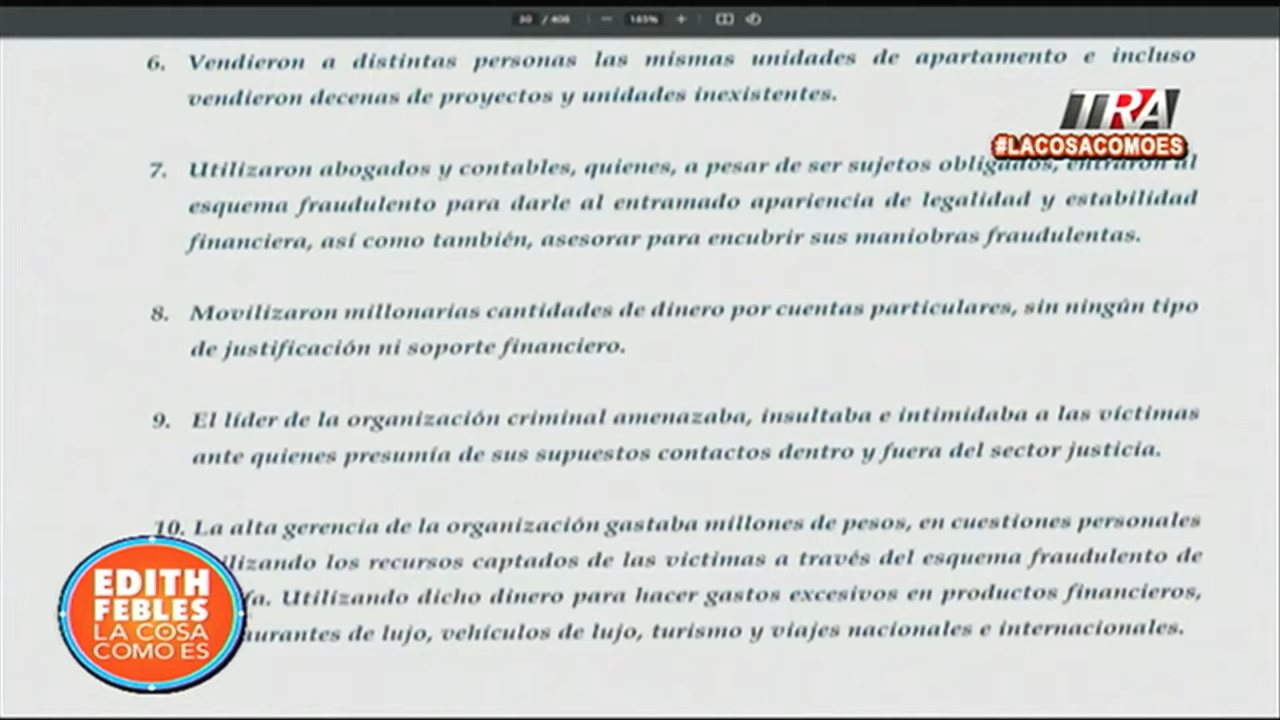 30 / 408 — 185% +
6. Vendieron a distintas personas las mismas unidades de apartamento e incluso
vendieron decenas de proyectos y unidades inexistentes.
TRA
#LACOSACOMOES
7. Utilizaron abogados y contables, quienes, a pesar de ser sujetos obligados, entraron al
esquema fraudulento para darle al entramado apariencia de legalidad y estabilidad
financiera, así como también, asesorar para encubrir sus maniobras fraudulentas.
8. Movilizaron millonarias cantidades de dinero por cuentas particulares, sin ningún tipo
de justificación ni soporte financiero.
9. El líder de la organización criminal amenazaba, insultaba e intimidaba a las víctimas
ante quienes presumía de sus supuestos contactos dentro y fuera del sector justicia.
10. La alta gerencia de la organización gastaba millones de pesos, en cuestiones personales
los recursos captados de las victimas a través del esquema fraudulento de
Utilizando dicho dinero para hacer gastos excesivos en productos financieros,
de lujo, vehículos de lujo, turismo y viajes nacionales e internacionales.
EDITH
FEBLES
LA COSA
COMO ES